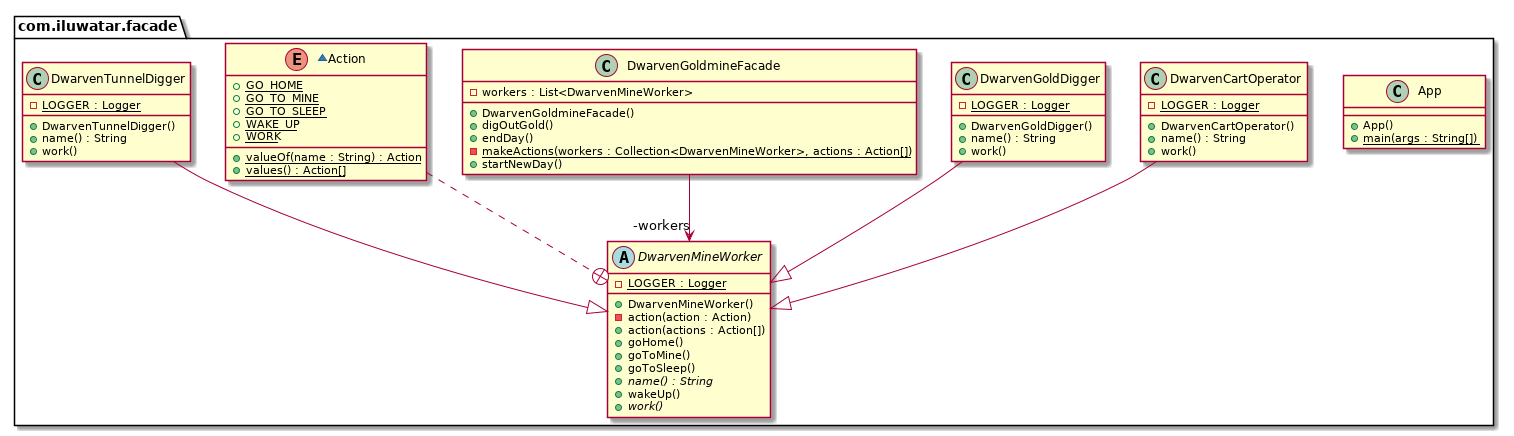 com.iluwatar.facade
C DwarvenTunnelDigger
LOGGER : Logger
DwarvenTunnelDigger()
name() : String
work()
E Action
GO_HOME
GO_TO_MINE
GO_TO_SLEEP
WAKE_UP
WORK
valueOf(name : String) : Action
values() : Action[]
C DwarvenGoldmineFacade
workers : List<DwarvenMineWorker>
DwarvenGoldmineFacade()
digOutGold()
endDay()
makeActions(workers : Collection<DwarvenMineWorker>, actions : Action[])
startNewDay()
C DwarvenGoldDigger
LOGGER : Logger
DwarvenGoldDigger()
name() : String
work()
C DwarvenCartOperator
LOGGER : Logger
DwarvenCartOperator()
name() : String
work()
C App
App()
main(args : String[])
-workers
A DwarvenMineWorker
LOGGER : Logger
DwarvenMineWorker()
action(action : Action)
action(actions : Action[])
goHome()
goToMine()
goToSleep()
name() : String
wakeUp()
work()